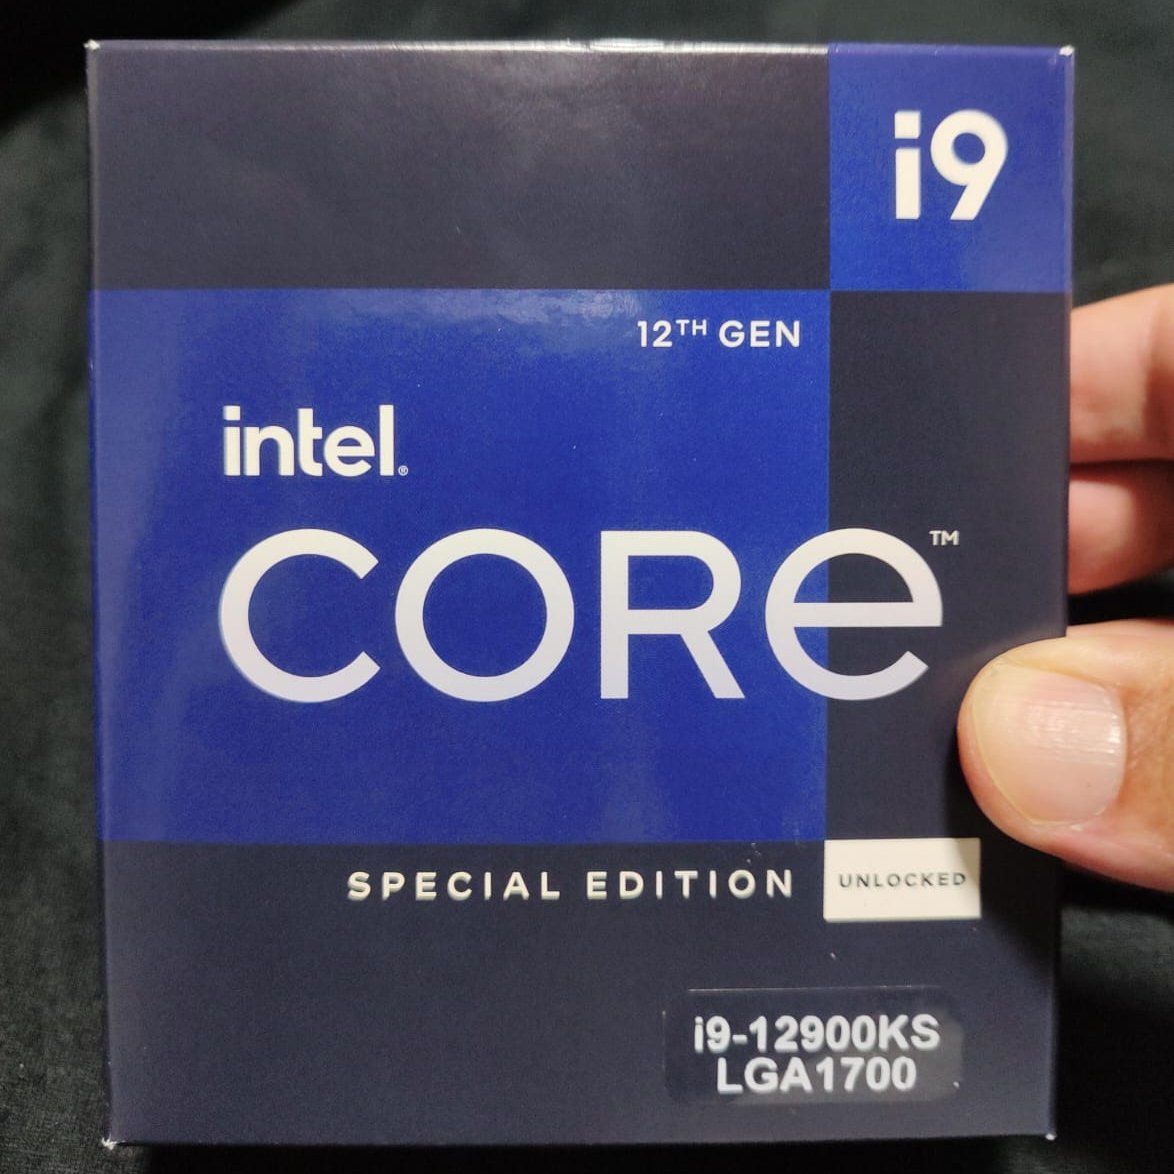 i9
12TH GEN
intel®
CORe™
SPECIAL EDITION
UNLOCKED
i9-12900KS
LGA1700